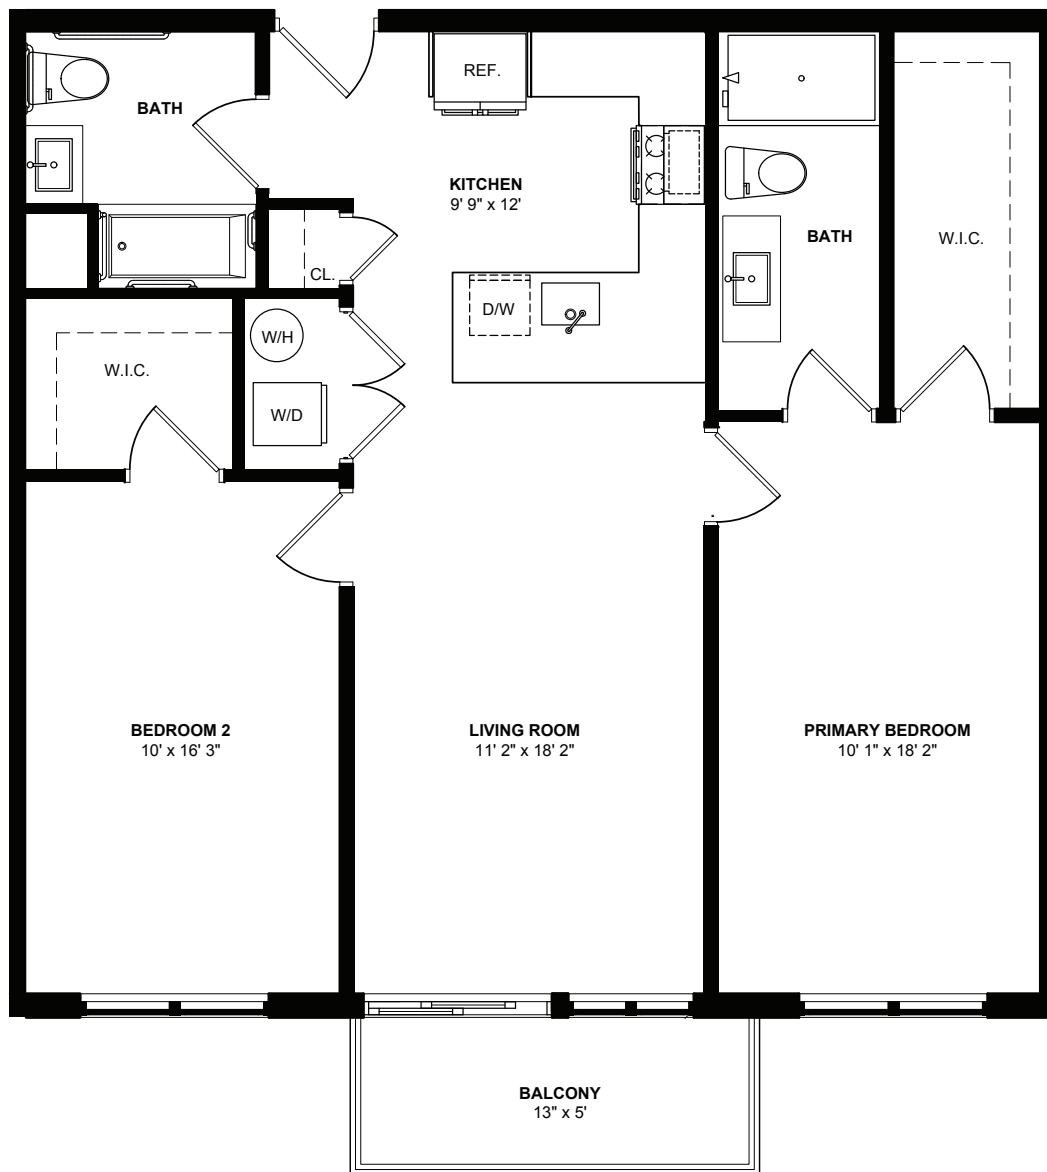 REF.
BATH
KITCHEN
9' 9" x 12'
BATH
W.I.C.
CL.
D/W
W/H
W.I.C.
W/D
BEDROOM 2
10' x 16' 3"
LIVING ROOM
11' 2" x 18' 2"
PRIMARY BEDROOM
10' 1" x 18' 2"
BALCONY
13" x 5'